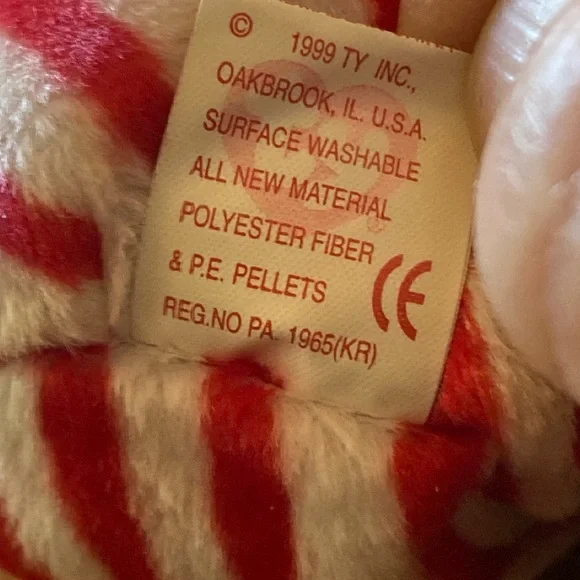 © 1999 TY INC.,
OAKBROOK, IL. U.S.A.
SURFACE WASHABLE
ALL NEW MATERIAL
POLYESTER FIBER
& P.E. PELLETS CE
REG.NO PA. 1965(KR)